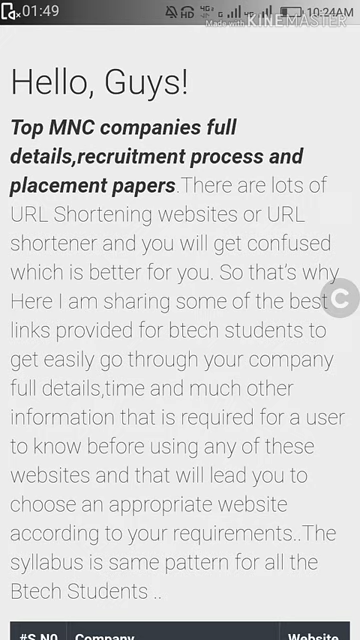 01:49 HD 4G 4G 10:24AM
Made with KINEMASTER
Hello, Guys!
Top MNC companies full
details,recruitment process and
placement papers.There are lots of
URL Shortening websites or URL
shortener and you will get confused
which is better for you. So that's why
Here I am sharing some of the best
C
links provided for btech students to
get easily go through your company
full details,time and much other
information that is required for a user
to know before using any of these
websites and that will lead you to
choose an appropriate website
according to your requirements..The
syllabus is same pattern for all the
Btech Students ..
#S.N0 Company Website